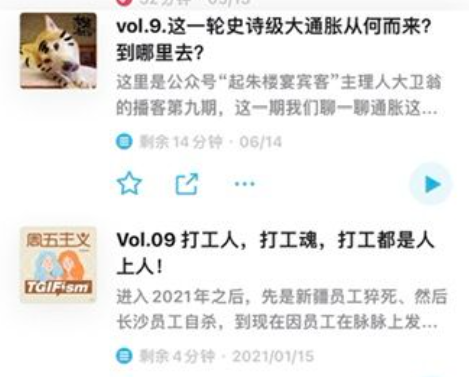 vol.9.这一轮史诗级大通胀从何而来?
到哪里去?
这里是公众号“起朱楼宴宾客”主理人大卫翁
的播客第九期，这一期我们聊一聊通胀这...
剩余14分钟 · 06/14
周五主义
TGIFism
Vol.09 打工人，打工魂，打工都是人
上人!
进入2021年之后，先是新疆员工猝死、然后
长沙员工自杀，到现在因员工在脉脉上发...
剩余4分钟 · 2021/01/15